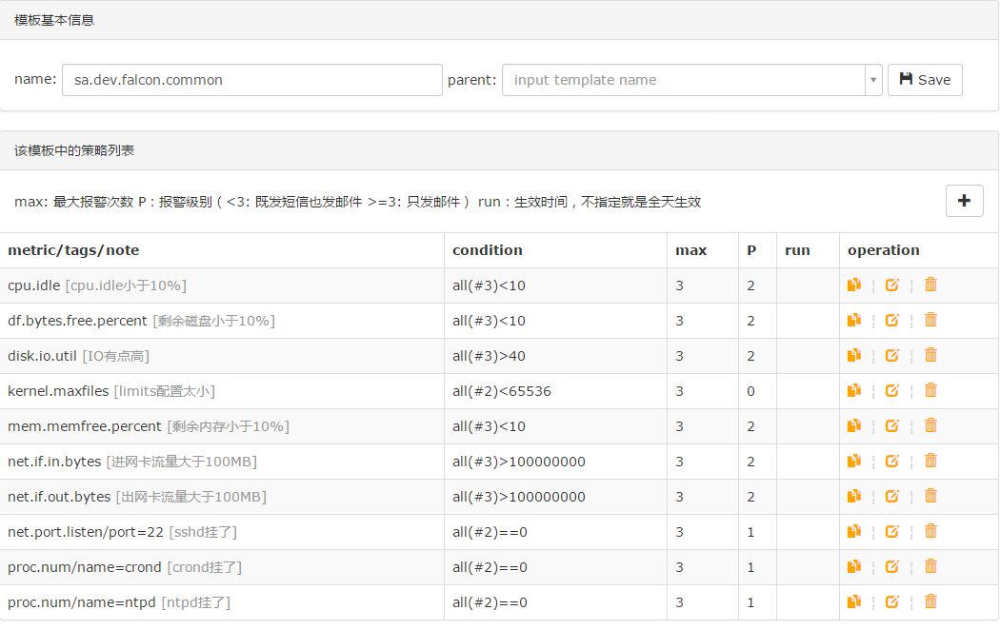 模板基本信息
name: sa.dev.falcon.common parent: input template name Save
该模板中的策略列表
max: 最大报警次数 P：报警级别（<3: 既发短信也发邮件 >=3: 只发邮件） run：生效时间，不指定就是全天生效
metric/tags/note condition max P run operation
cpu.idle [cpu.idle小于10%] all(#3)<10 3 2
df.bytes.free.percent [剩余磁盘小于10%] all(#3)<10 3 2
disk.io.util [IO有点高] all(#3)>40 3 2
kernel.maxfiles [limits配置太小] all(#2)<65536 3 0
mem.memfree.percent [剩余内存小于10%] all(#3)<10 3 2
net.if.in.bytes [进网卡流量大于100MB] all(#3)>100000000 3 2
net.if.out.bytes [出网卡流量大于100MB] all(#3)>100000000 3 2
net.port.listen/port=22 [sshd挂了] all(#2)==0 3 1
proc.num/name=crond [crond挂了] all(#2)==0 3 1
proc.num/name=ntpd [ntpd挂了] all(#2)==0 3 1